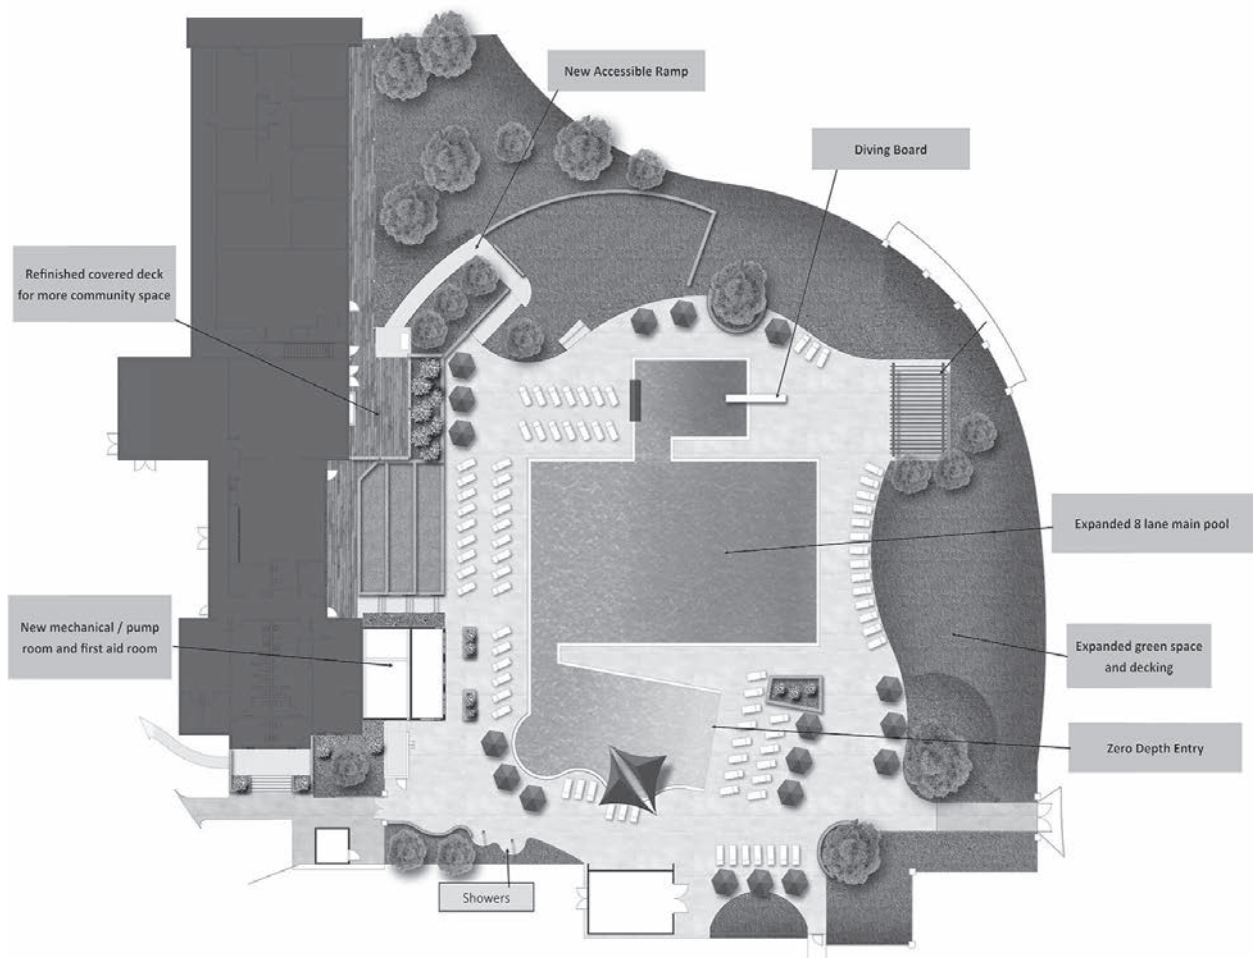 New Accessible Ramp
Diving Board
Refinished covered deck
for more community space
Expanded 8 lane main pool
New mechanical / pump
room and first aid room
Expanded green space
and decking
Zero Depth Entry
Showers